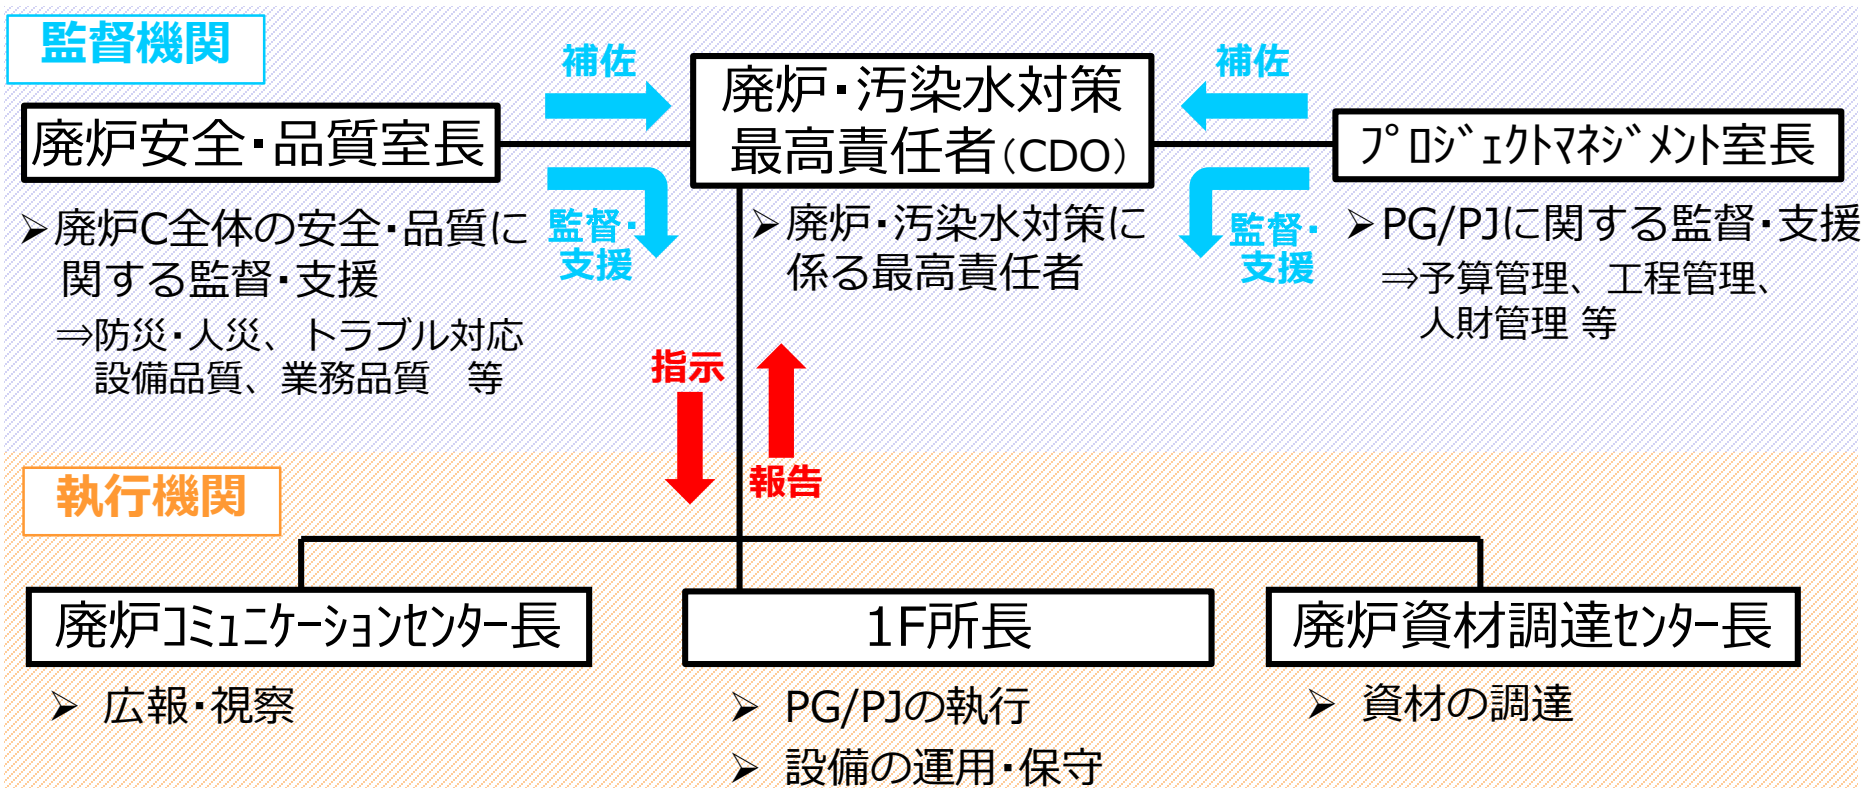 監督機関
補佐
廃炉・汚染水対策
最高責任者（CDO）
補佐
廃炉安全・品質室長
ﾌﾟﾛｼﾞｪｸﾄﾏﾈｼﾞﾒﾝﾄ室長
➢廃炉C全体の安全・品質に
関する監督・支援
⇒防災・人災、トラブル対応
設備品質、業務品質　等
監督・
支援
➢廃炉・汚染水対策に
係る最高責任者
監督・
支援
➢PG/PJに関する監督・支援
⇒予算管理、工程管理、
人財管理 等
指示
報告
執行機関
廃炉ｺﾐｭﾆｹｰｼｮﾝｾﾝﾀｰ長
1F所長
廃炉資材調達ｾﾝﾀｰ長
➢ 広報・視察
➢ PG/PJの執行
➢ 設備の運用・保守
➢ 資材の調達